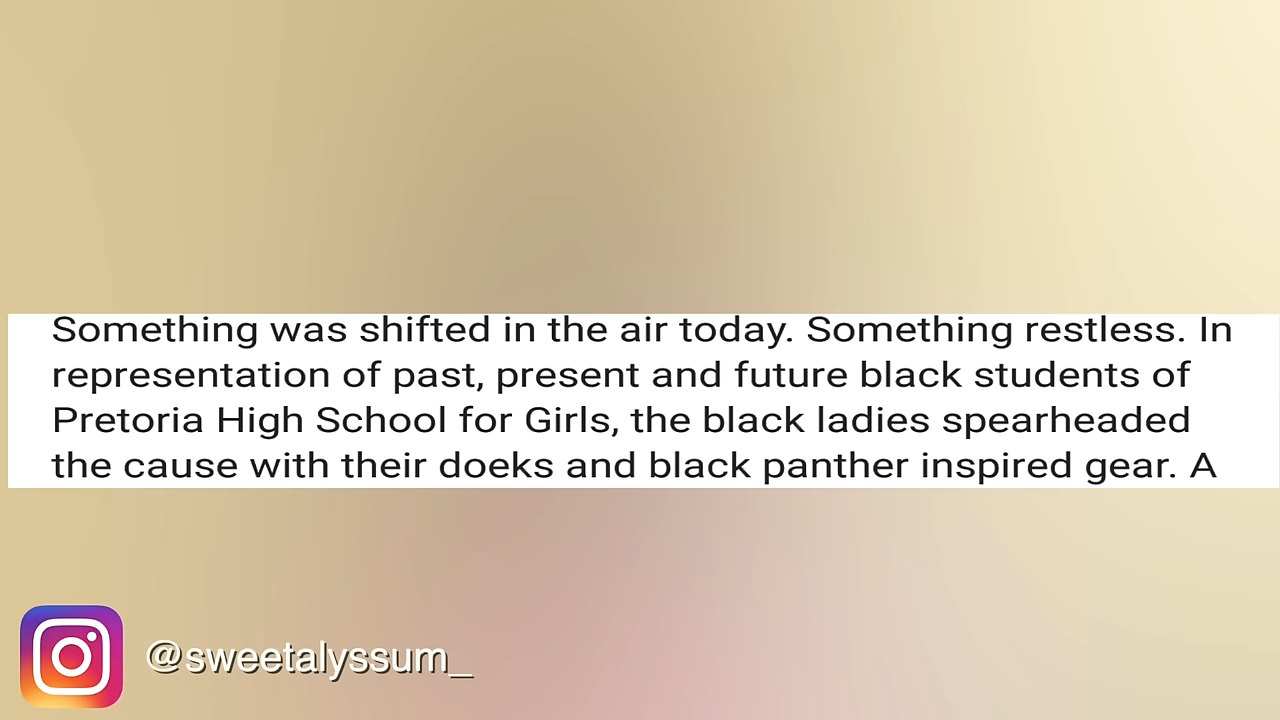 Something was shifted in the air today. Something restless. In
representation of past, present and future black students of
Pretoria High School for Girls, the black ladies spearheaded
the cause with their doeks and black panther inspired gear. A
@sweetalyssum_